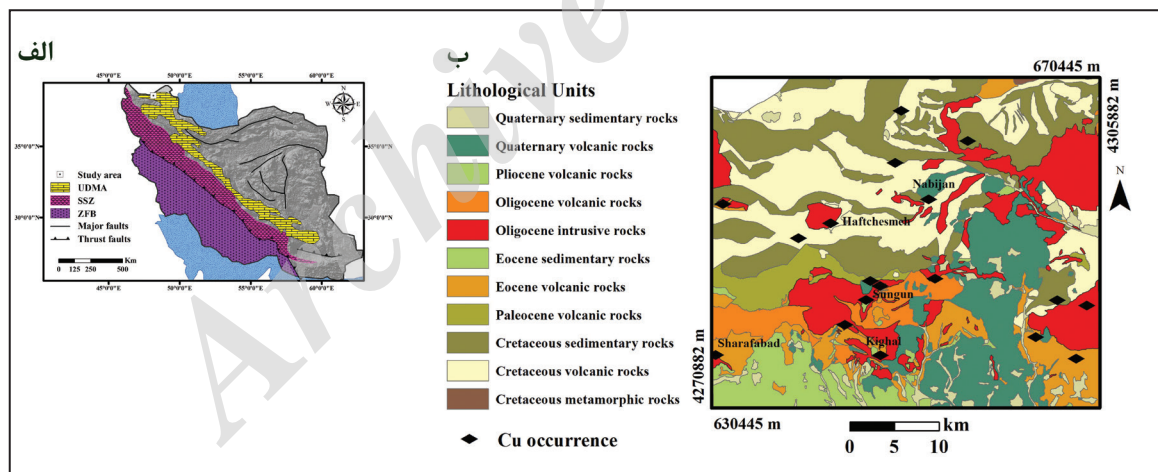 الف
45°0'0"E 50°0'0"E 55°0'0"E 60°0'0"E
N
W E
S
35°0'0"N
30°0'0"N
Study area
UDMA
SSZ
ZFB
Major faults
Thrust faults
0 125 250 500
Km
ب
Lithological Units
Quaternary sedimentary rocks
Quaternary volcanic rocks
Pliocene volcanic rocks
Oligocene volcanic rocks
Oligocene intrusive rocks
Eocene sedimentary rocks
Eocene volcanic rocks
Paleocene volcanic rocks
Cretaceous sedimentary rocks
Cretaceous volcanic rocks
Cretaceous metamorphic rocks
Cu occurrence
670445 m
4305882 m
N
Nabijan
Haftchesmeh
Sungun
Sharafabad
Kighal
4270882 m
630445 m
km
0 5 10
Archive